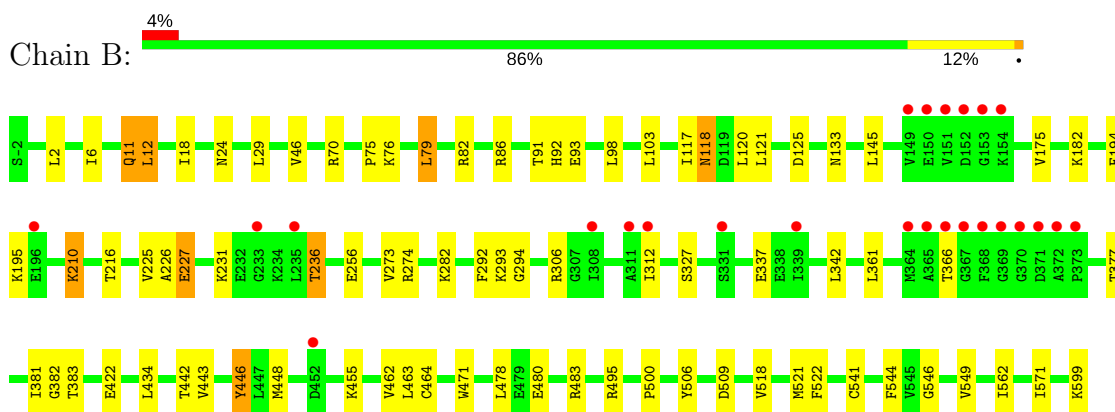 4%
Chain B:
86% 12% •
S-2 L2 I6 Q11 L12 I18 N24 L29 V46 R70 P75 K76 L79 R82 R86 T91 H92 E93 L98 L103 I117 N118 D119 L120 L121 D125 N133 L145 V149 E150 V151 D152 G153 K154 V175 K182 E194
K195 E196 K210 T216 V225 A226 E227 K231 E232 G233 K234 L235 T236 E256 V273 R274 K282 F292 K293 G294 R306 G307 I308 A311 I312 S327 S331 E337 E338 I339 L342 L361 M364 A365 T366 G367 F368 G369 G370 D371 A372 P373 T377
I381 G382 T383 E422 L434 T442 V443 Y446 L447 M448 D452 K455 V462 L463 C464 W471 L478 E479 E480 R483 R495 P500 Y506 D509 V518 M521 F522 C541 F544 V545 G546 V549 I562 I571 K599